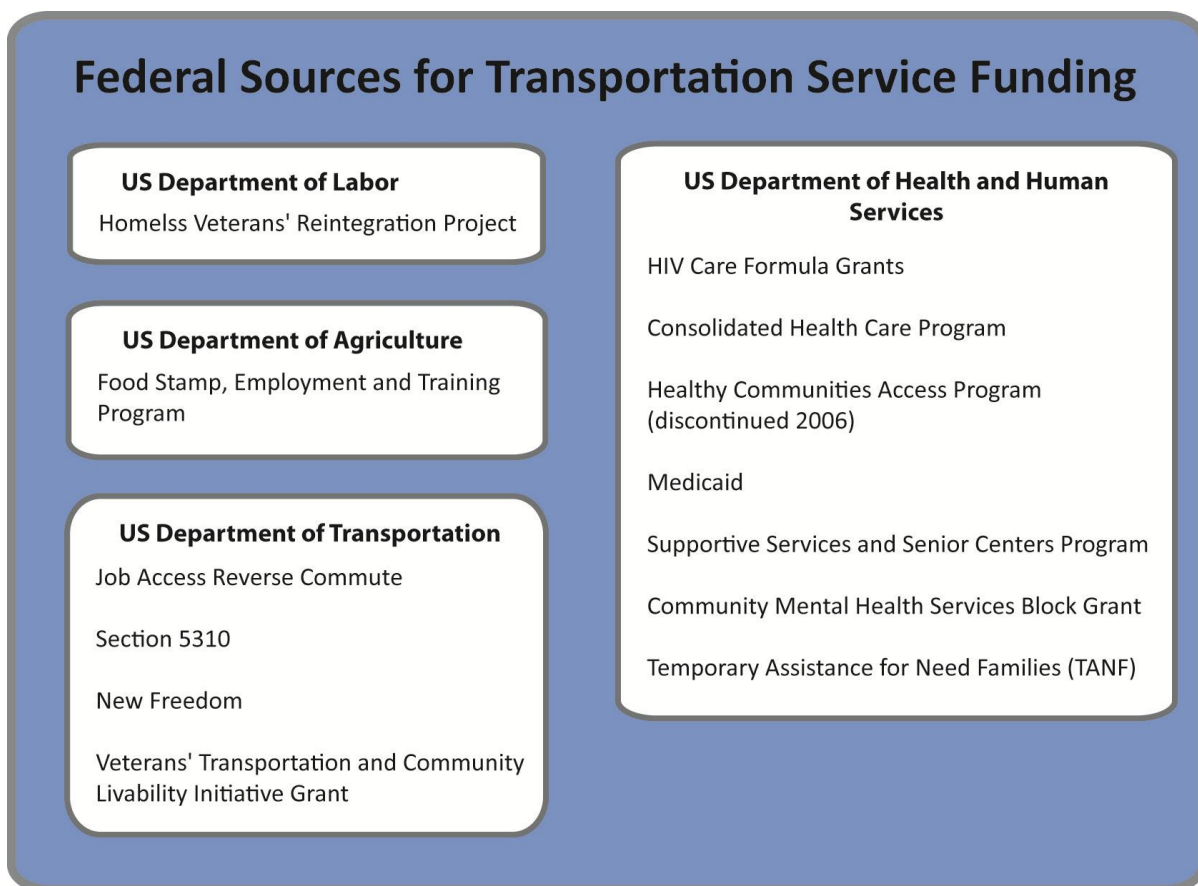 Federal Sources for Transportation Service Funding
US Department of Labor
Homelss Veterans' Reintegration Project
US Department of Agriculture
Food Stamp, Employment and Training
Program
US Department of Transportation
Job Access Reverse Commute
Section 5310
New Freedom
Veterans' Transportation and Community
Livability Initiative Grant
US Department of Health and Human
Services
HIV Care Formula Grants
Consolidated Health Care Program
Healthy Communities Access Program
(discontinued 2006)
Medicaid
Supportive Services and Senior Centers Program
Community Mental Health Services Block Grant
Temporary Assistance for Need Families (TANF)